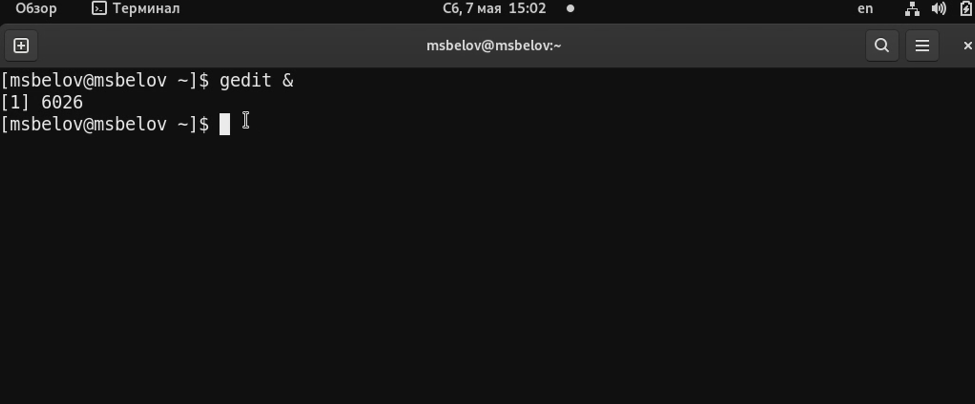 Обзор Терминал Сб, 7 мая 15:02 en
msbelov@msbelov:~
[msbelov@msbelov ~]$ gedit &
[1] 6026
[msbelov@msbelov ~]$